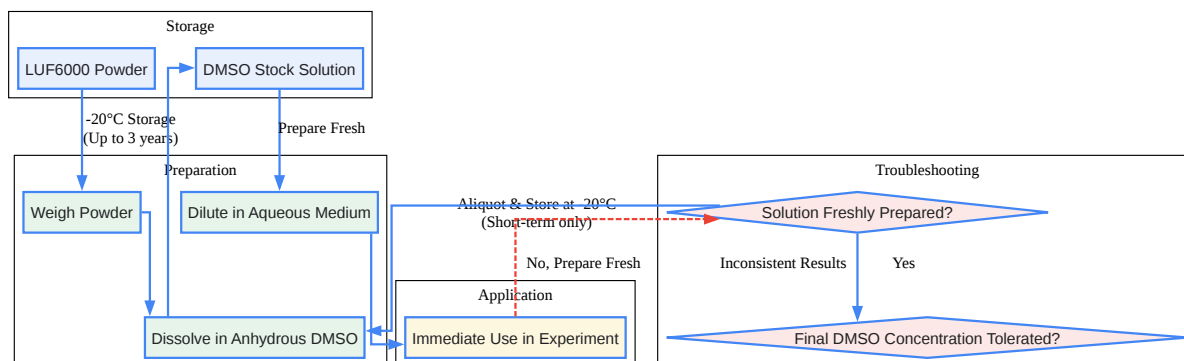 Storage
LUF6000 Powder
DMSO Stock Solution
-20°C Storage
(Up to 3 years)
Prepare Fresh
Preparation
Weigh Powder
Dilute in Aqueous Medium
Aliquot & Store at -20°C
(Short-term only)
Troubleshooting
Solution Freshly Prepared?
No, Prepare Fresh
Inconsistent Results
Yes
Application
Dissolve in Anhydrous DMSO
Immediate Use in Experiment
Final DMSO Concentration Tolerated?